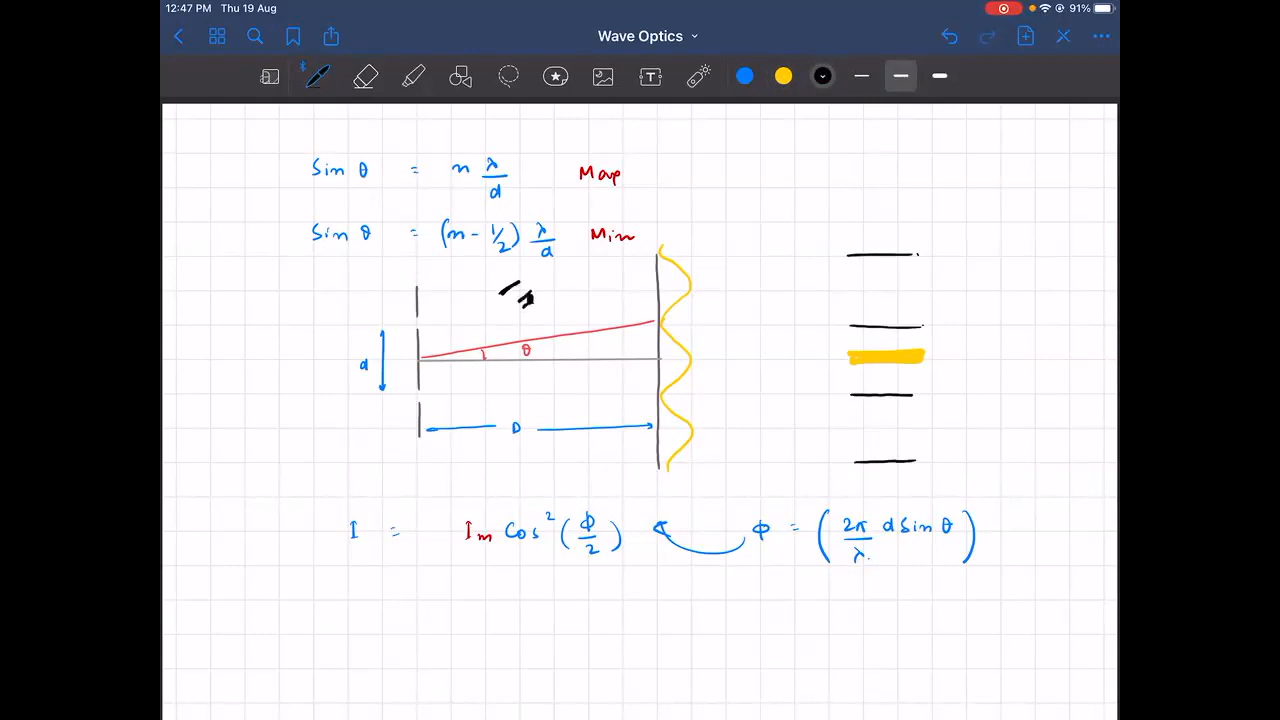 12:47 PM Thu 19 Aug 91%
Wave Optics
Sin θ = n λ/d Max
Sin θ = (n - 1/2) λ/d Min
θ
d
D
I = Im Cos² (ϕ/2) ϕ = (2π/λ d Sin θ)